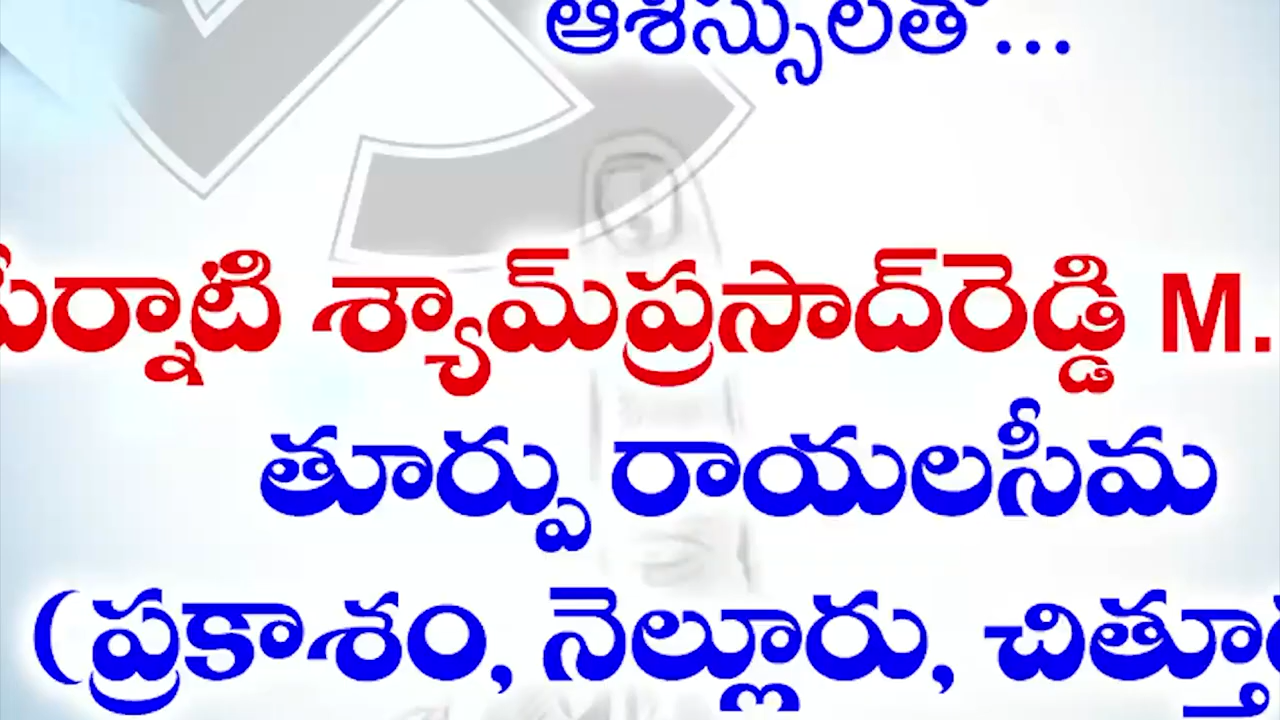 ఆశీస్సులతో...
పేర్నాటి శ్యామ్‌ప్రసాద్‌రెడ్డి M.
తూర్పు రాయలసీమ
(ప్రకాశం, నెల్లూరు, చిత్తూ